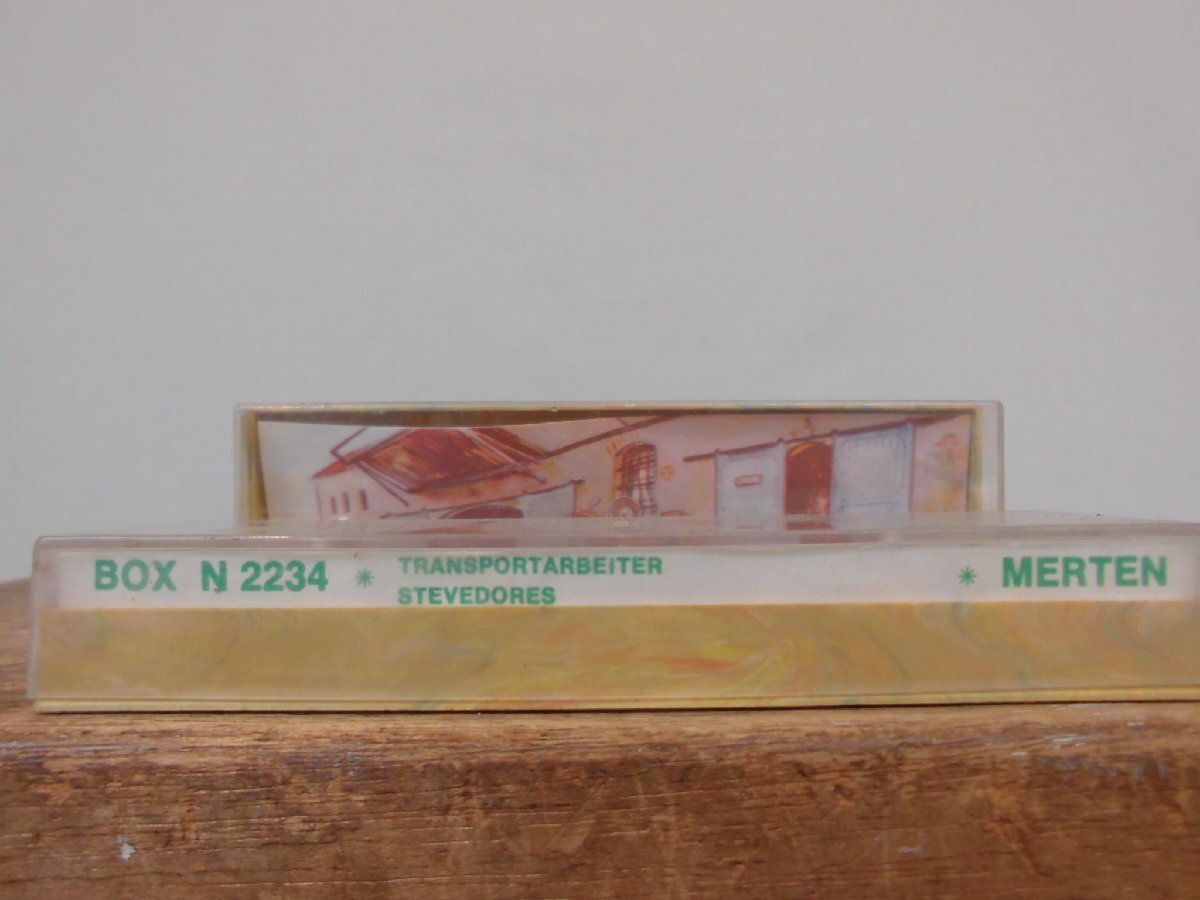 BOX N 2234 * TRANSPORTARBEITER * MERTEN
STEVEDORES